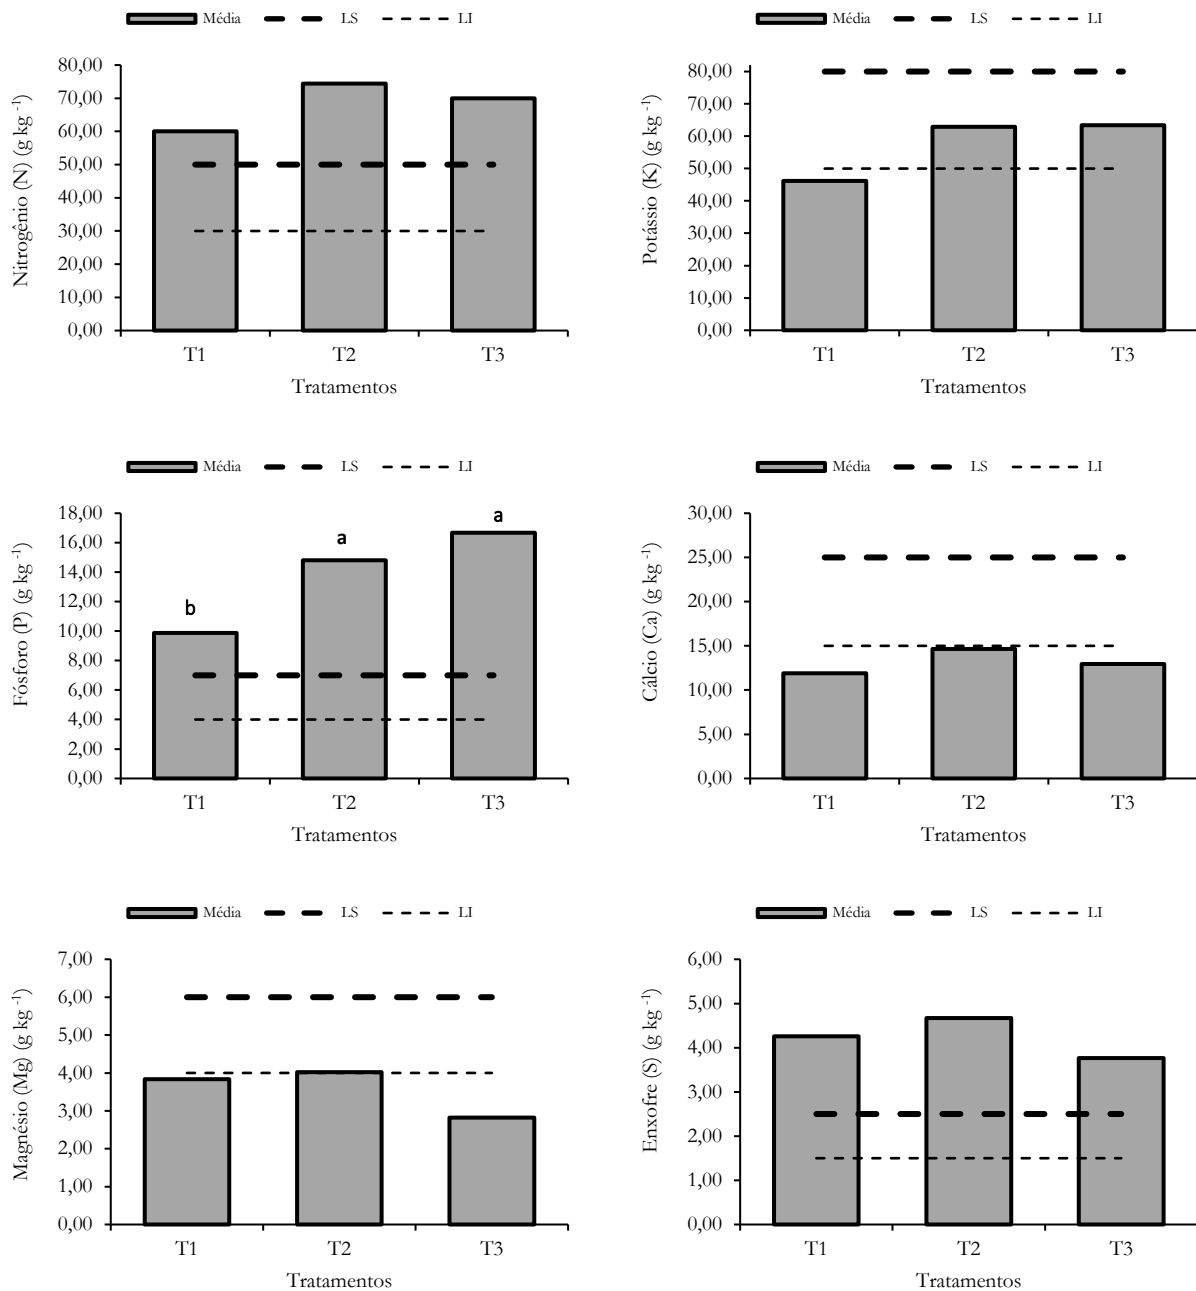 Média LS LI
80,00
70,00
60,00
50,00
40,00
30,00
20,00
10,00
0,00
Nitrogênio (N) (g kg -1)
T1 T2 T3
Tratamentos
Média LS LI
80,00
70,00
60,00
50,00
40,00
30,00
20,00
10,00
0,00
Potássio (K) (g kg -1)
T1 T2 T3
Tratamentos
Média LS LI
18,00
16,00
14,00
12,00
10,00
8,00
6,00
4,00
2,00
0,00
Fósforo (P) (g kg -1)
b a a
T1 T2 T3
Tratamentos
Média LS LI
30,00
25,00
20,00
15,00
10,00
5,00
0,00
Cálcio (Ca) (g kg -1)
T1 T2 T3
Tratamentos
Média LS LI
7,00
6,00
5,00
4,00
3,00
2,00
1,00
0,00
Magnésio (Mg) (g kg -1)
T1 T2 T3
Tratamentos
Média LS LI
6,00
5,00
4,00
3,00
2,00
1,00
0,00
Enxofre (S) (g kg -1)
T1 T2 T3
Tratamentos